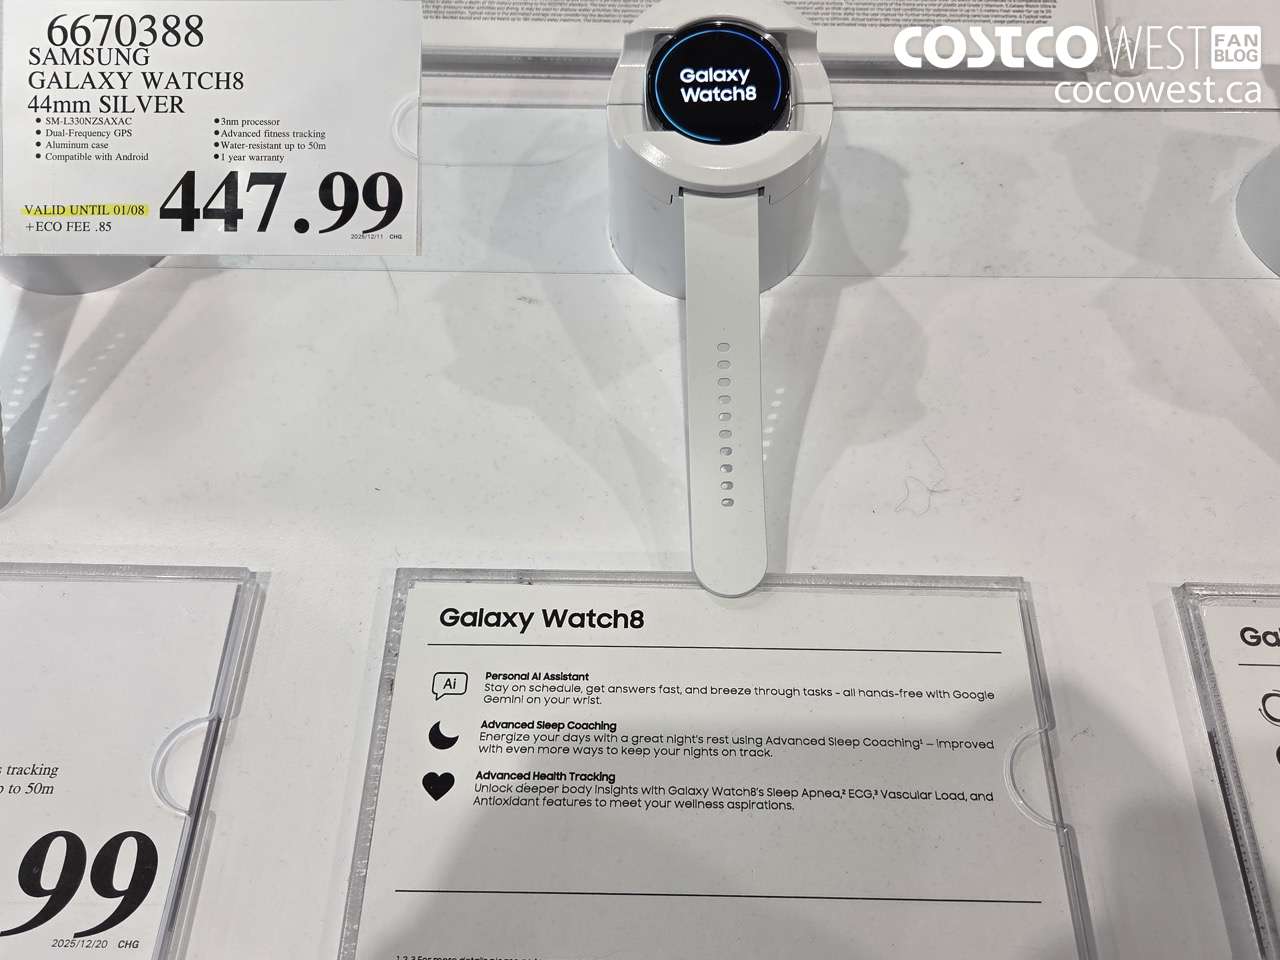 6670388
SAMSUNG
GALAXY WATCH8
44mm SILVER
• SM-L330NZSAXAC
• Dual-Frequency GPS
• Aluminum case
• Compatible with Android
• 3nm processor
• Advanced fitness tracking
• Water-resistant up to 50m
• 1 year warranty
VALID UNTIL 01/08
+ECO FEE .85
447.99
2025/12/11 CHG
Galaxy
Watch8
COSTCO WEST FAN BLOG
cocowest.ca
Galaxy Watch8
Ai
Personal AI Assistant
Stay on schedule, get answers fast, and breeze through tasks - all hands-free with Google
Gemini on your wrist.
Advanced Sleep Coaching
Energize your days with a great night's rest using Advanced Sleep Coaching¹ – improved
with even more ways to keep your nights on track.
Advanced Health Tracking
Unlock deeper body insights with Galaxy Watch8's Sleep Apnea,² ECG,³ Vascular Load, and
Antioxidant features to meet your wellness aspirations.
tracking
to 50m
99
2025/12/20 CHG
Gal